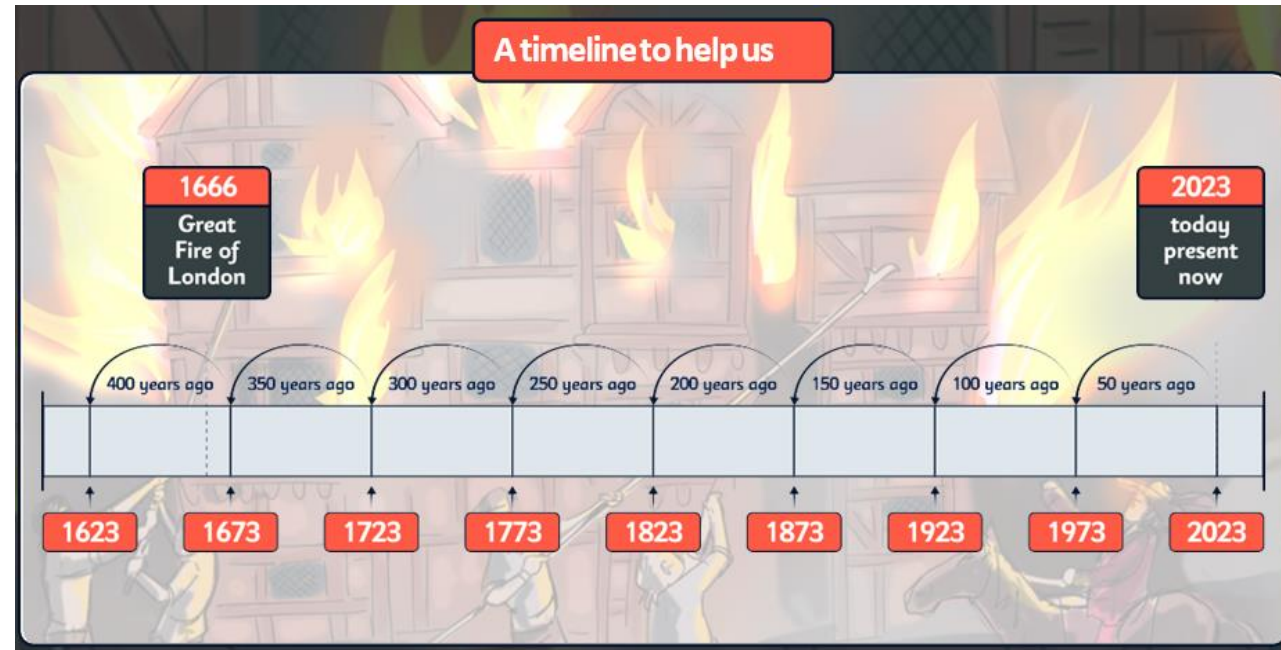 A timeline to help us
1666
Great
Fire of
London
2023
today
present
now
400 years ago
350 years ago
300 years ago
250 years ago
200 years ago
150 years ago
100 years ago
50 years ago
1623
1673
1723
1773
1823
1873
1923
1973
2023